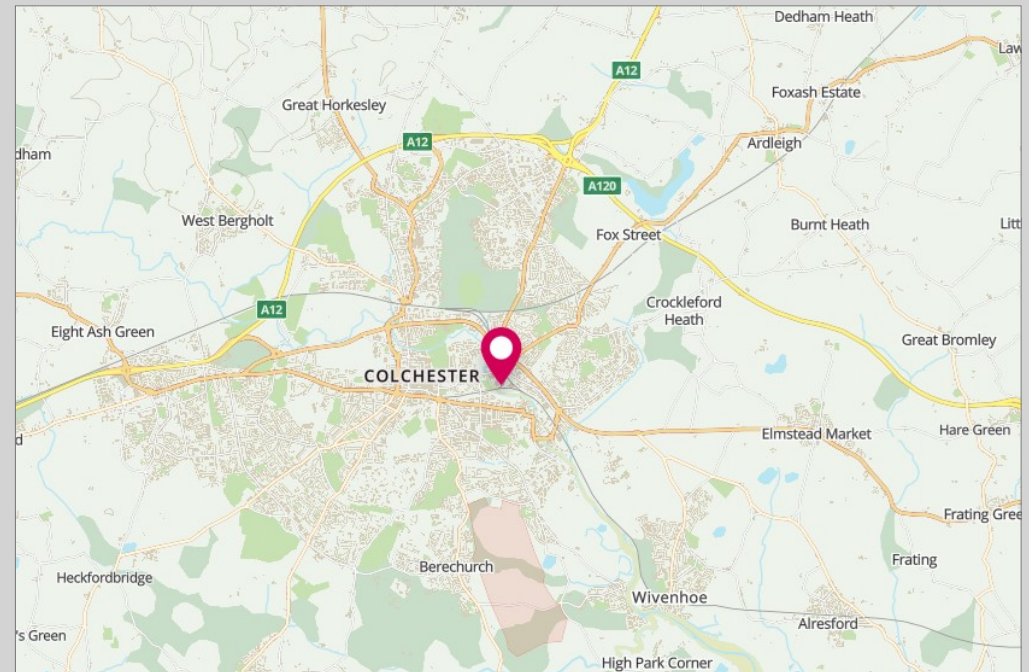 Dedham Heath
Law
A12
Foxash Estate
Great Horkesley
A12
Ardleigh
dham
A120
West Bergholt
Burnt Heath
Litt
Fox Street
Crockleford
Heath
A12
Eight Ash Green
Great Bromley
COLCHESTER
d
Elmstead Market
Hare Green
Frating Gree
Frating
Berechurch
Heckfordbridge
Wivenhoe
Alresford
's Green
High Park Corner